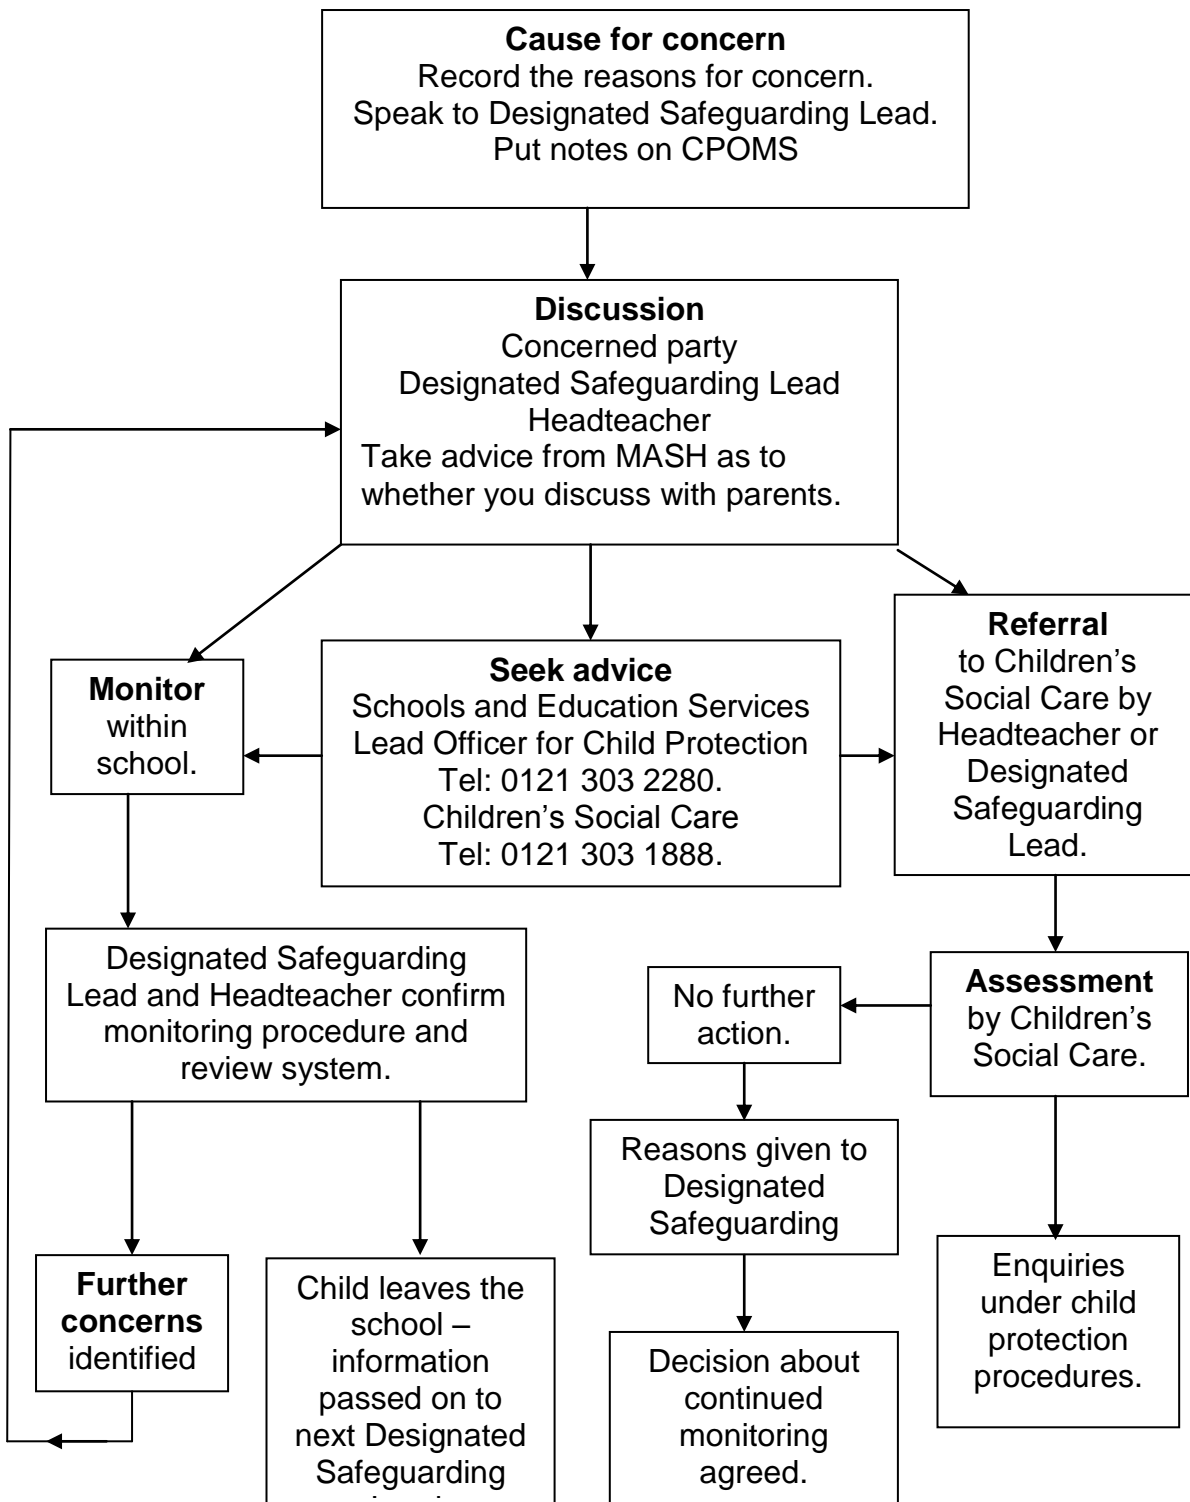 Cause for concern
Record the reasons for concern.
Speak to Designated Safeguarding Lead.
Put notes on CPOMS
Discussion
Concerned party
Designated Safeguarding Lead
Headteacher
Take advice from MASH as to
whether you discuss with parents.
Monitor
within
school.
Seek advice
Schools and Education Services
Lead Officer for Child Protection
Tel: 0121 303 2280.
Children’s Social Care
Tel: 0121 303 1888.
Referral
to Children’s
Social Care by
Headteacher or
Designated
Safeguarding
Lead.
Designated Safeguarding
Lead and Headteacher confirm
monitoring procedure and
review system.
No further
action.
Assessment
by Children’s
Social Care.
Reasons given to
Designated
Safeguarding
Further
concerns
identified
Child leaves the
school –
information
passed on to
next Designated
Safeguarding
Decision about
continued
monitoring
agreed.
Enquiries
under child
protection
procedures.